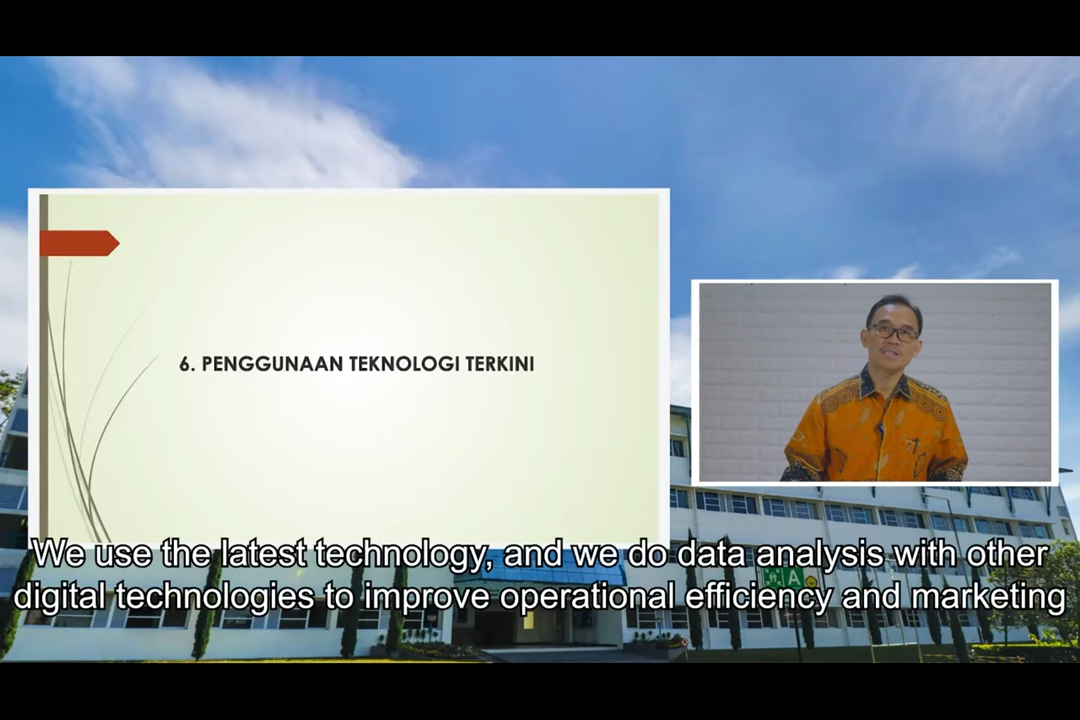 6. PENGGUNAAN TEKNOLOGI TERKINI
We use the latest technology, and we do data analysis with other
digital technologies to improve operational efficiency and marketing
A